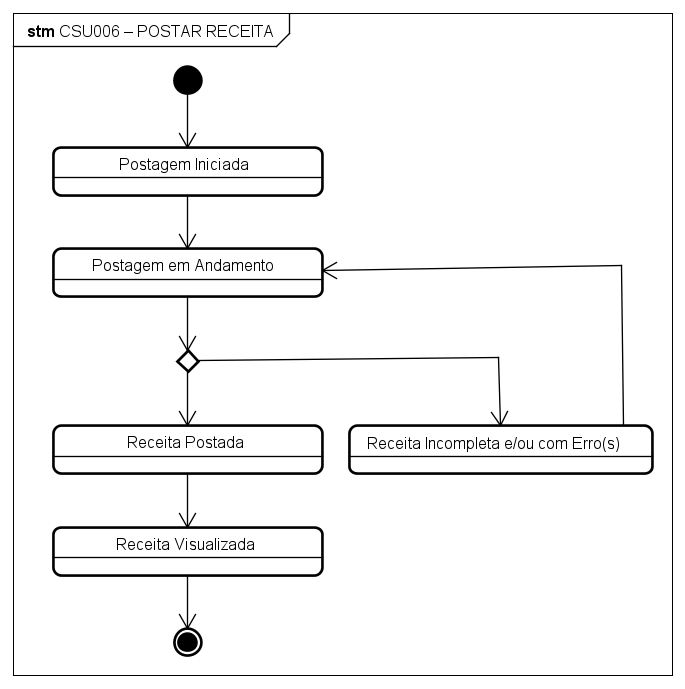 stm CSU006 – POSTAR RECEITA
Postagem Iniciada
Postagem em Andamento
Receita Postada
Receita Incompleta e/ou com Erro(s)
Receita Visualizada